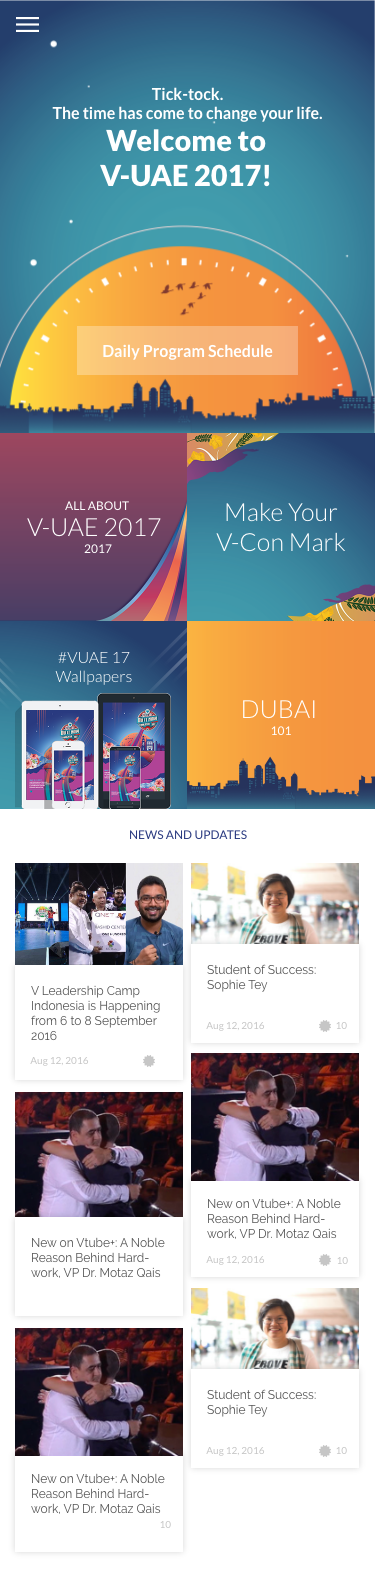 Tick-tock.
The time has come to change your life.
Welcome to
V-UAE 2017!
Daily Program Schedule
ALL ABOUT
V-UAE 2017
2017
Make Your
V-Con Mark
#VUAE 17
Wallpapers
DUBAI
101
NEWS AND UPDATES
V Leadership Camp
Indonesia is Happening
from 6 to 8 September
2016
Aug 12, 2016
PROVE
Student of Success:
Sophie Tey
Aug 12, 2016
10
New on Vtube+: A Noble
Reason Behind Hard-
work, VP Dr. Motaz Qais
New on Vtube+: A Noble
Reason Behind Hard-
work, VP Dr. Motaz Qais
Aug 12, 2016
10
New on Vtube+: A Noble
Reason Behind Hard-
work, VP Dr. Motaz Qais
10
PROVE
Student of Success:
Sophie Tey
Aug 12, 2016
10